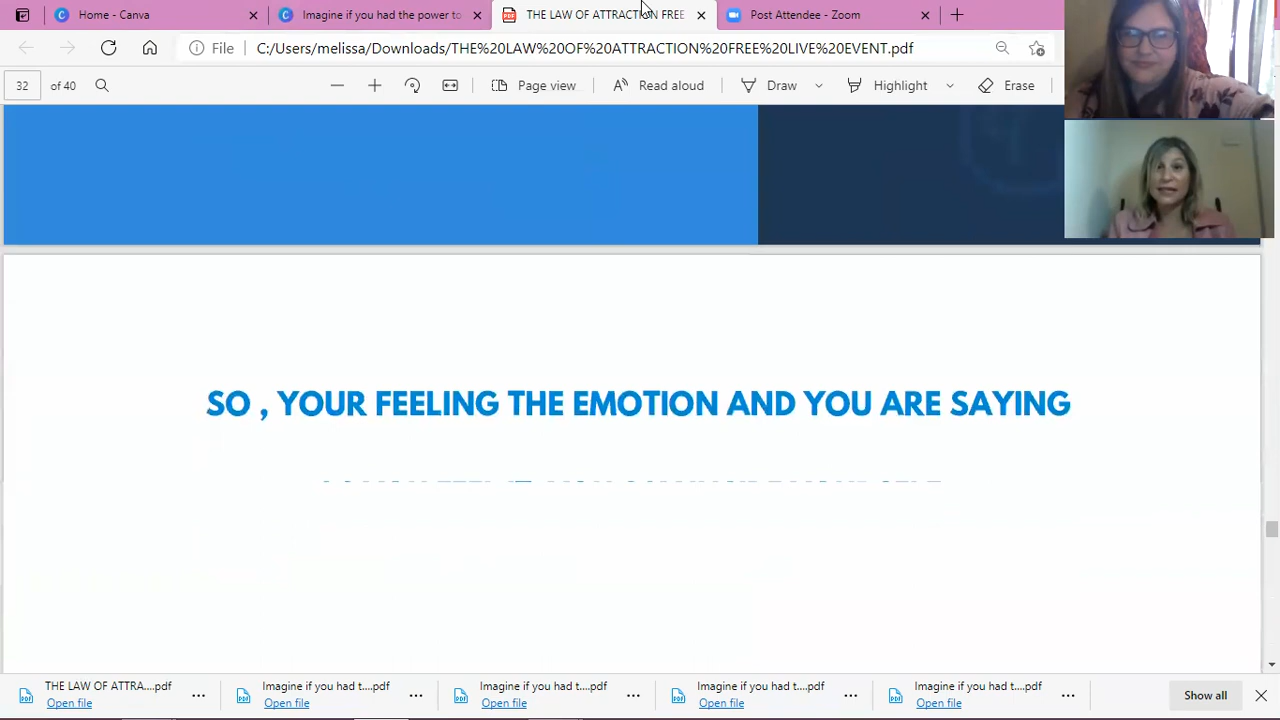 Home - Canva
Imagine if you had the power to
THE LAW OF ATTRACTION FREE
Post Attendee - Zoom
File
C:/Users/melissa/Downloads/THE%20LAW%20OF%20ATTRACTION%20FREE%20LIVE%20EVENT.pdf
32 of 40
Page view
Read aloud
Draw
Highlight
Erase
SO , YOUR FEELING THE EMOTION AND YOU ARE SAYING
THE LAW OF ATTRA....pdf
Open file
Imagine if you had t....pdf
Open file
Imagine if you had t....pdf
Open file
Imagine if you had t....pdf
Open file
Imagine if you had t....pdf
Open file
Show all